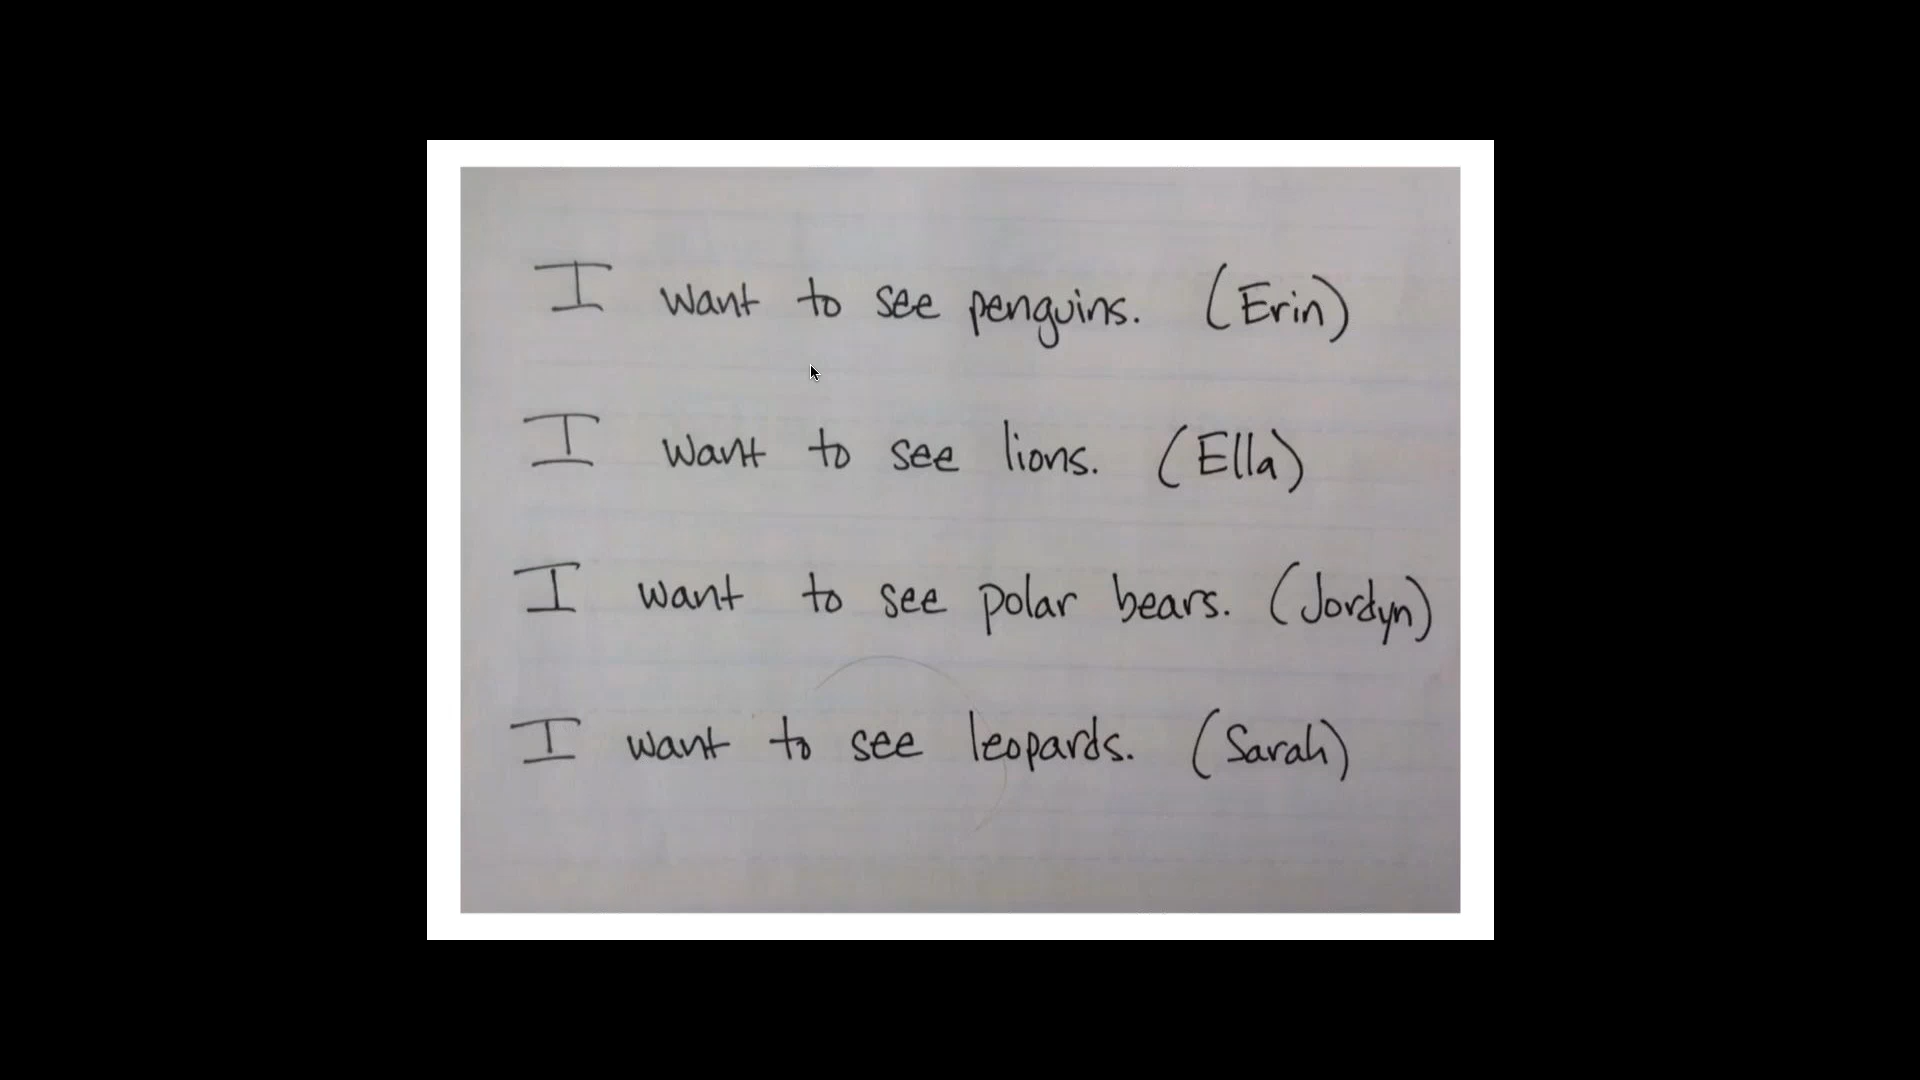 I want to see penguins. (Erin)
I want to see lions. (Ella)
I want to see polar bears. (Jordyn)
I want to see leopards. (Sarah)